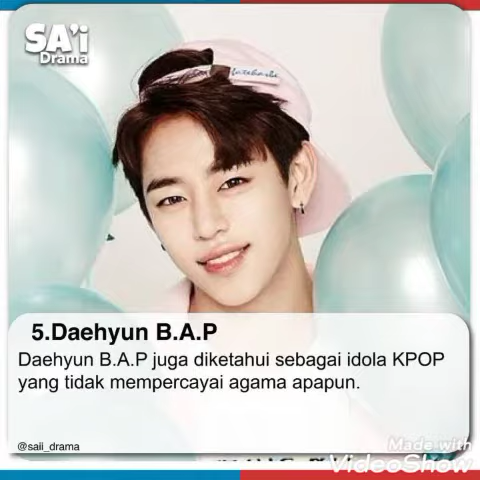 SA'i
Drama
5.Daehyun B.A.P
Daehyun B.A.P juga diketahui sebagai idola KPOP
yang tidak mempercayai agama apapun.
@saii_drama
Made with
VideoShow